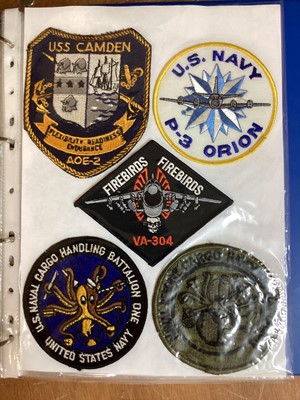 USS CAMDEN
FLEXIBILITY READINESS
ENDURANCE
AOE-2
U.S. NAVY
P-3 ORION
FIREBIRDS FIREBIRDS
VA-304
U.S. NAVAL CARGO HANDLING BATTALION ONE
UNITED STATES NAVY
CARGO